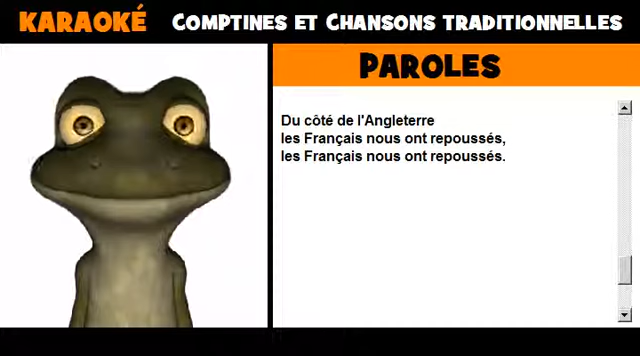 KARAOKÉ COMPTINES ET CHANSONS TRADITIONNELLES
PAROLES
Du côté de l'Angleterre
les Français nous ont repoussés,
les Français nous ont repoussés.